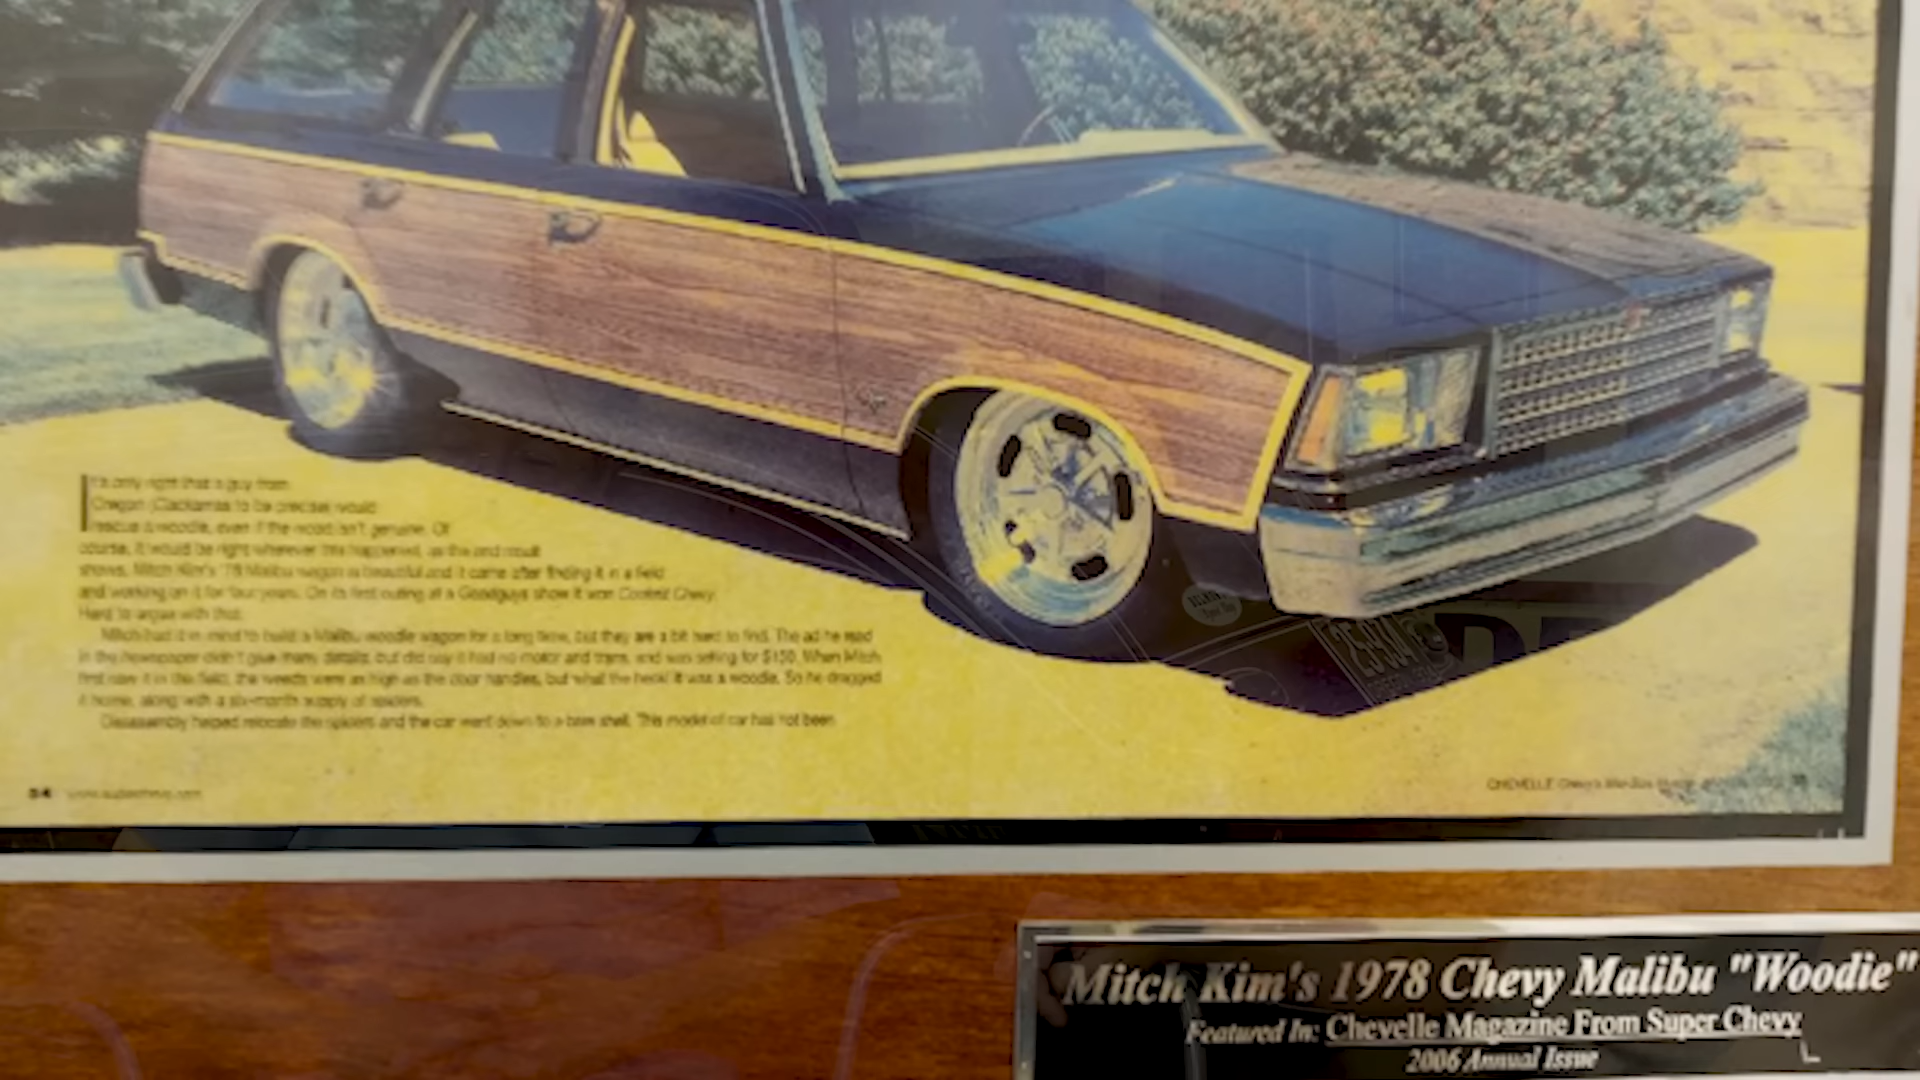 It's only right that a guy from
Oregon (Clackamas to be precise) would
rescue a woodie, even if the wood isn't genuine. Of
course, it would be right wherever this happened, as the end result
shows. Mitch Kim's '78 Malibu wagon is beautiful and it came after finding it in a field
and working on it for four years. On its first outing at a Goodguys show it won Coolest Chevy.
Hard to argue with that.
Mitch had it in mind to build a Malibu woodie wagon for a long time, but they are a bit hard to find. The ad he read
in the newspaper didn't give many details, but did say it had no motor and trans, and was selling for $150. When Mitch
first saw it in the field, the weeds were as high as the door handles, but what the heck! It was a woodie. So he dragged
it home, along with a six-month supply of spiders.
Disassembly helped relocate the spiders and the car went down to a bare shell. This model of car has not been
54 www.superchevy.com
CHEVELLE Chevy's
Mitch Kim's 1978 Chevy Malibu "Woodie"
Featured In: Chevelle Magazine From Super Chevy
2006 Annual Issue